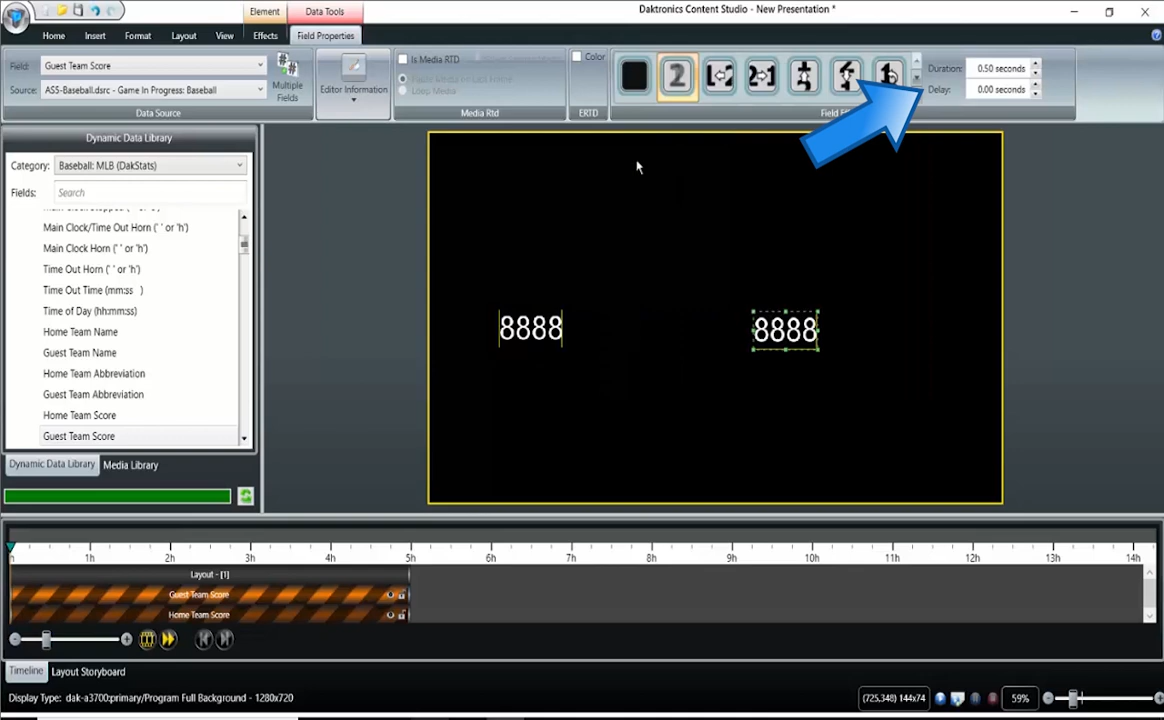 Daktronics Content Studio - New Presentation *
Element
Data Tools
Home
Insert
Format
Layout
View
Effects
Field Properties
Field:
Guest Team Score
Source:
AS5-Baseball.dsrc - Game In Progress: Baseball
Multiple
Fields
Data Source
Editor Information
Is Media RTD
Loop Media
Media Rtd
Color
ERTD
2
Duration:
0.50 seconds
Delay:
0.00 seconds
Dynamic Data Library
Category:
Baseball: MLB (DakStats)
Fields:
Search
Main Clock/Time Out Horn (' ' or 'h')
Main Clock Horn (' ' or 'h')
Time Out Horn (' ' or 'h')
Time Out Time (mm:ss )
Time of Day (hh:mm:ss)
Home Team Name
Guest Team Name
Home Team Abbreviation
Guest Team Abbreviation
Home Team Score
Guest Team Score
Dynamic Data Library
Media Library
8888
8888
1h 2h 3h 4h 5h 6h 7h 8h 9h 10h 11h 12h 13h 14h
Layout - [1]
Guest Team Score
Home Team Score
Timeline
Layout Storyboard
Display Type: dak-a3700:primary/Program Full Background - 1280x720
(725,348) 144x74
59%